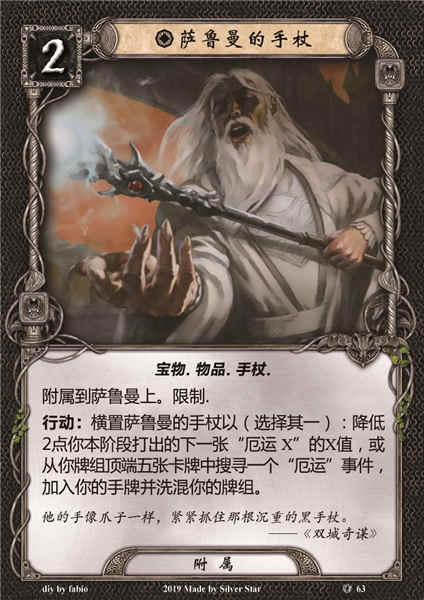 2
萨鲁曼的手杖
宝物. 物品. 手杖.
附属到萨鲁曼上。限制.
行动：横置萨鲁曼的手杖以（选择其一）：降低
2点你本阶段打出的下一张“厄运 X”的X值，或
从你牌组顶端五张卡牌中搜寻一个“厄运”事件，
加入你的手牌并洗混你的牌组。
他的手像爪子一样，紧紧抓住那根沉重的黑手杖。
——《双城奇谋》
附属
diy by fabio
2019 Made by Silver Star
63